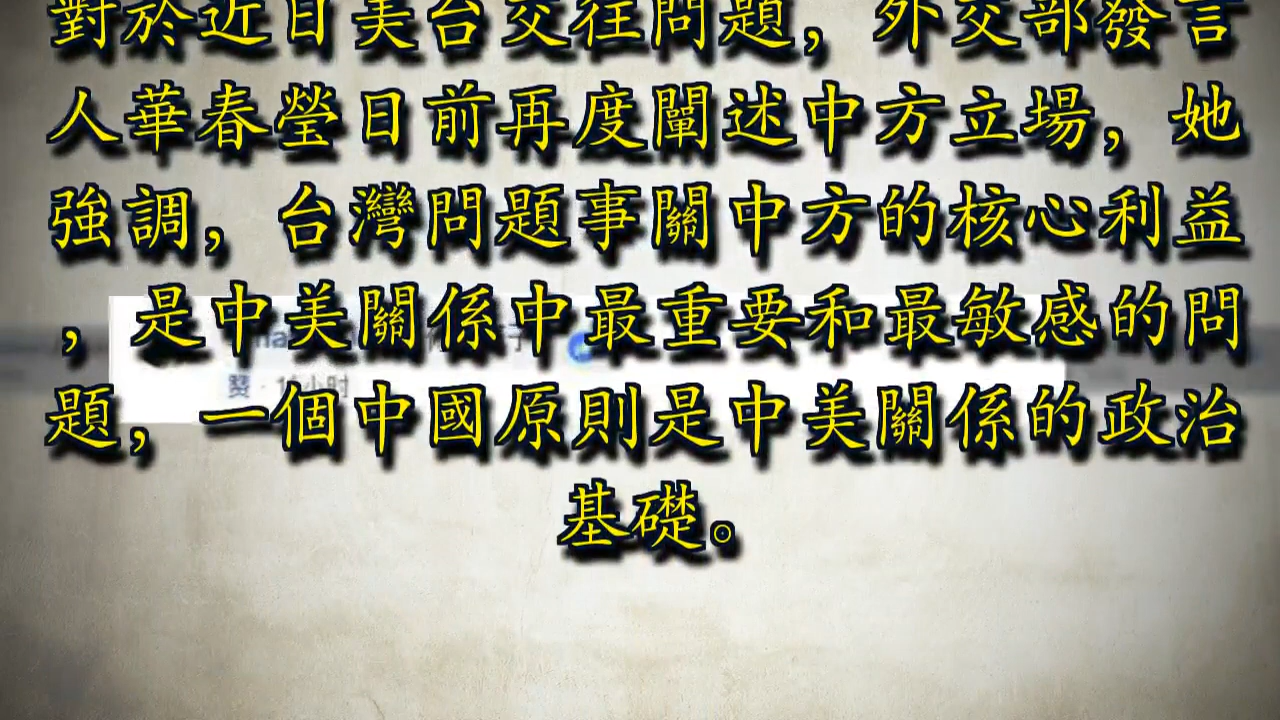 對於近日美台交往問題，外交部發言
人華春瑩日前再度闡述中方立場，她
強調，台灣問題事關中方的核心利益
，是中美關係中最重要和最敏感的問
題，一個中國原則是中美關係的政治
基礎。
小时